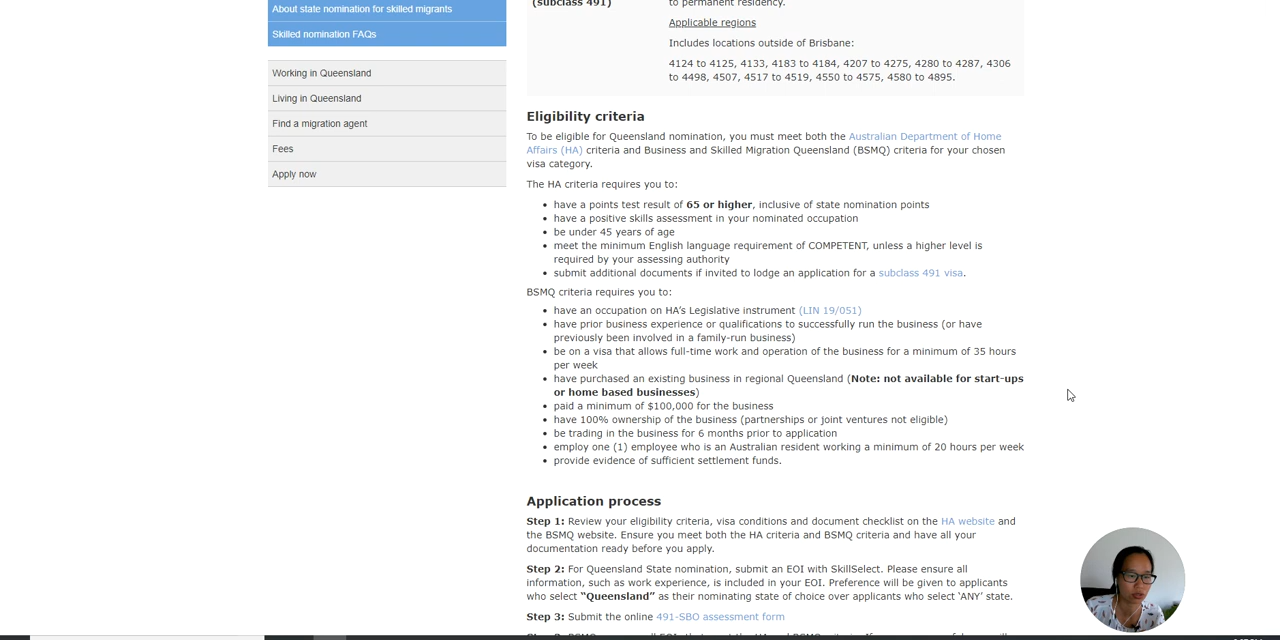 About state nomination for skilled migrants
Skilled nomination FAQs
Working in Queensland
Living in Queensland
Find a migration agent
Fees
Apply now
(subclass 491)
to permanent residency.
Applicable regions
Includes locations outside of Brisbane:
4124 to 4125, 4133, 4183 to 4184, 4207 to 4275, 4280 to 4287, 4306
to 4498, 4507, 4517 to 4519, 4550 to 4575, 4580 to 4895.
Eligibility criteria
To be eligible for Queensland nomination, you must meet both the Australian Department of Home
Affairs (HA) criteria and Business and Skilled Migration Queensland (BSMQ) criteria for your chosen
visa category.
The HA criteria requires you to:
• have a points test result of 65 or higher, inclusive of state nomination points
• have a positive skills assessment in your nominated occupation
• be under 45 years of age
• meet the minimum English language requirement of COMPETENT, unless a higher level is
required by your assessing authority
• submit additional documents if invited to lodge an application for a subclass 491 visa.
BSMQ criteria requires you to:
• have an occupation on HA's Legislative instrument (LIN 19/051)
• have prior business experience or qualifications to successfully run the business (or have
previously been involved in a family-run business)
• be on a visa that allows full-time work and operation of the business for a minimum of 35 hours
per week
• have purchased an existing business in regional Queensland (Note: not available for start-ups
or home based businesses)
• paid a minimum of $100,000 for the business
• have 100% ownership of the business (partnerships or joint ventures not eligible)
• be trading in the business for 6 months prior to application
• employ one (1) employee who is an Australian resident working a minimum of 20 hours per week
• provide evidence of sufficient settlement funds.
Application process
Step 1: Review your eligibility criteria, visa conditions and document checklist on the HA website and
the BSMQ website. Ensure you meet both the HA criteria and BSMQ criteria and have all your
documentation ready before you apply.
Step 2: For Queensland State nomination, submit an EOI with SkillSelect. Please ensure all
information, such as work experience, is included in your EOI. Preference will be given to applicants
who select "Queensland" as their nominating state of choice over applicants who select 'ANY' state.
Step 3: Submit the online 491-SBO assessment form